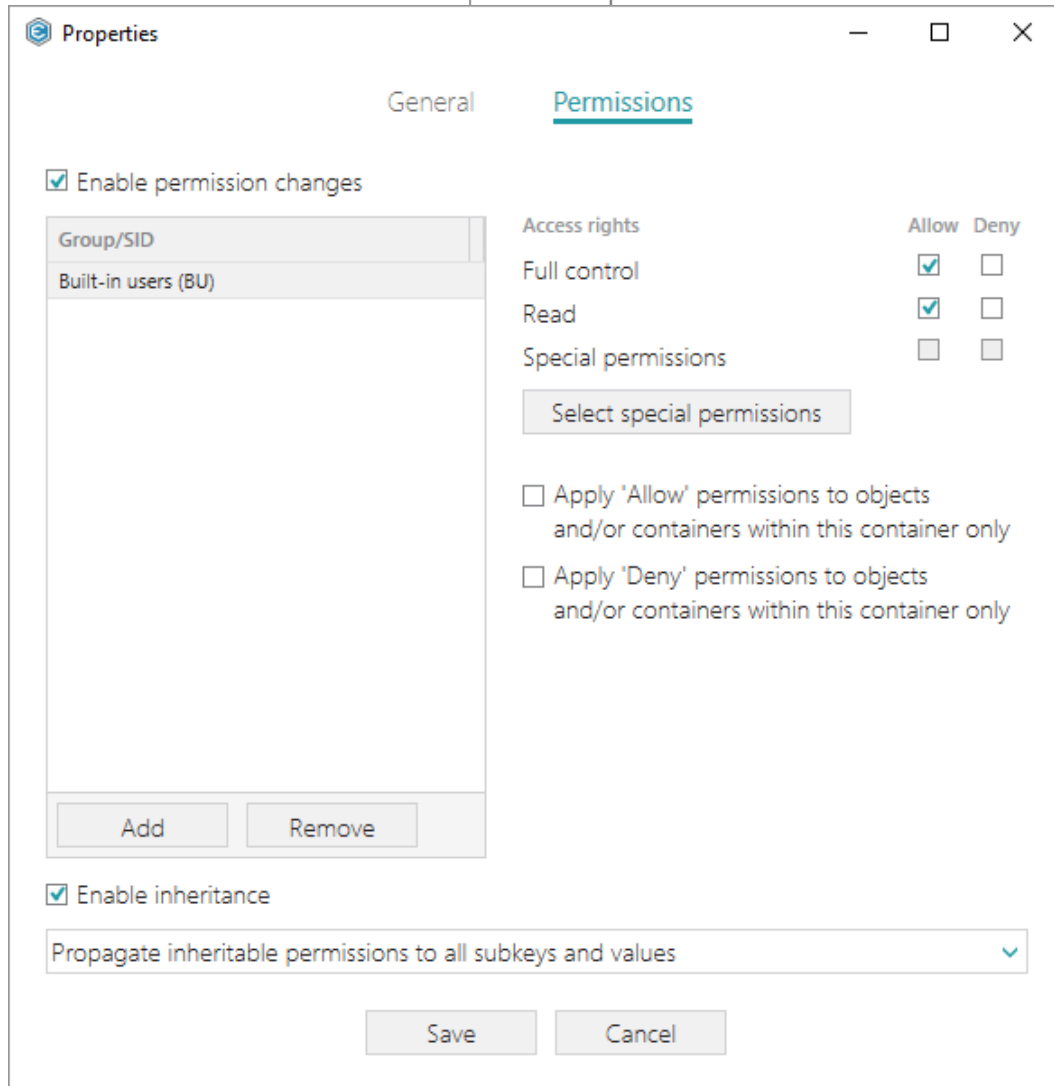 Properties
General Permissions
Enable permission changes
Group/SID
Built-in users (BU)
Add Remove
Access rights Allow Deny
Full control
Read
Special permissions
Select special permissions
Apply 'Allow' permissions to objects
and/or containers within this container only
Apply 'Deny' permissions to objects
and/or containers within this container only
Enable inheritance
Propagate inheritable permissions to all subkeys and values
Save Cancel